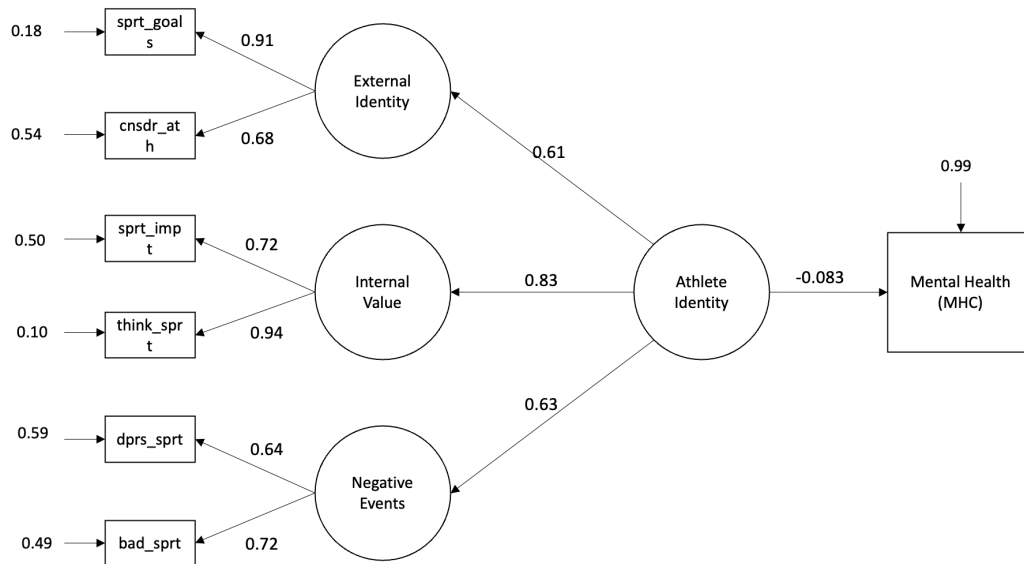 0.18
sprt_goal
s
0.91
External
Identity
0.54
cnsdr_at
h
0.68
0.61
0.99
0.50
sprt_imp
t
0.72
Internal
Value
0.83
Athlete
Identity
-0.083
Mental Health
(MHC)
0.10
think_spr
t
0.94
0.63
0.59
dprs_sprt
0.64
Negative
Events
0.49
bad_sprt
0.72